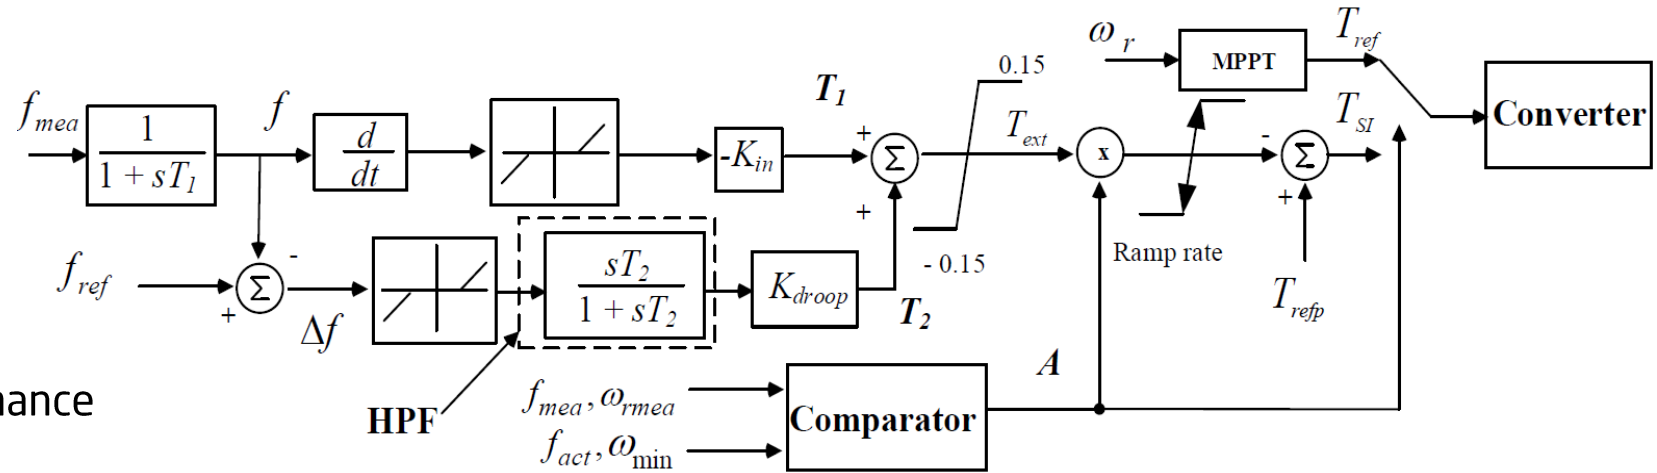 ω_r
MPPT
T_ref
0.15
T_1
f_mea
1
1 + sT_1
f
d
dt
-K_in
+
Σ
T_ext
x
-
Σ
T_SI
Converter
+
+
Ramp rate
- 0.15
T_refp
f_ref
+
Σ
-
Δf
sT_2
1 + sT_2
K_droop
T_2
HPF
A
f_mea, ω_rmea
Comparator
f_act, ω_min
nance